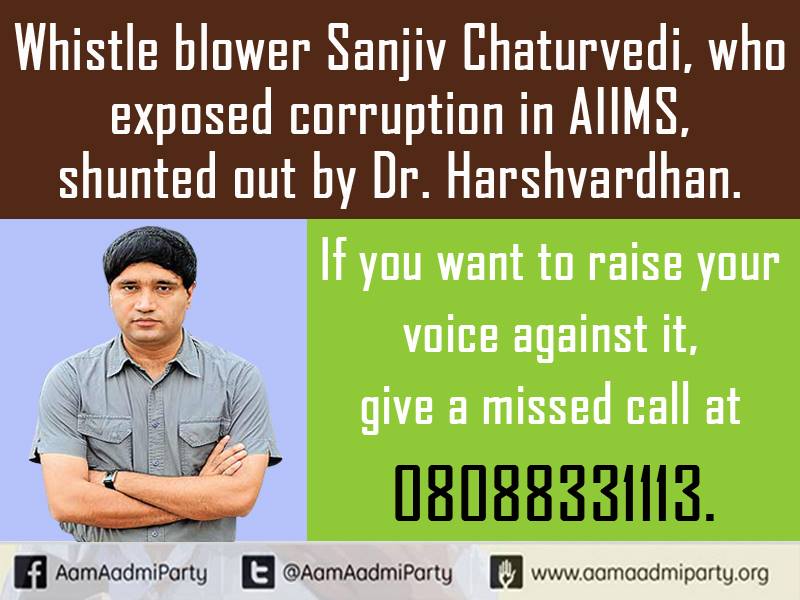 Whistle blower Sanjiv Chaturvedi, who
exposed corruption in AIIMS,
shunted out by Dr. Harshvardhan.
If you want to raise your
voice against it,
give a missed call at
08088331113.
AamAadmiParty @AamAadmiParty www.aamaadmiparty.org